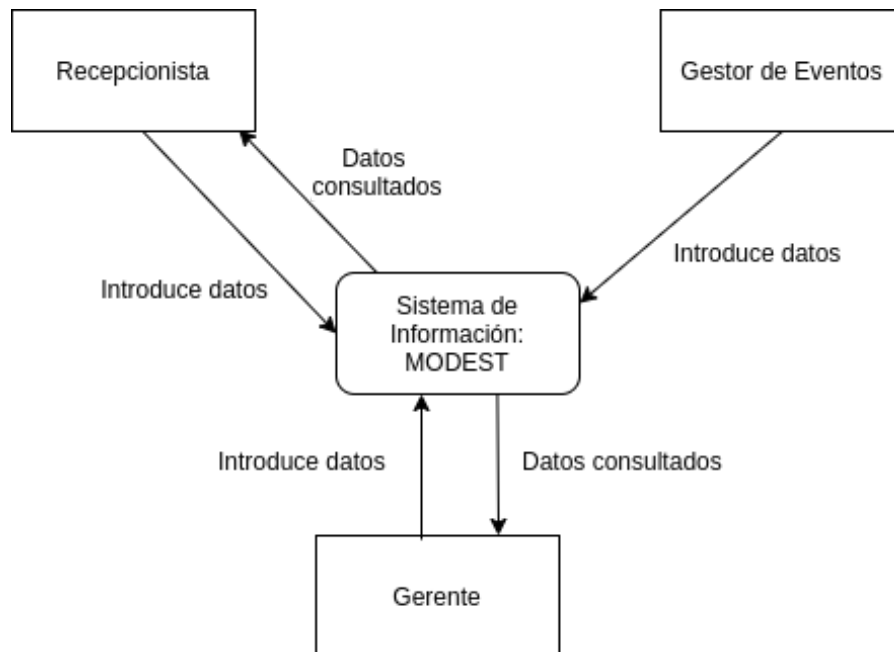 Recepcionista
Gestor de Eventos
Datos
consultados
Introduce datos
Introduce datos
Sistema de
Información:
MODEST
Introduce datos
Datos consultados
Gerente